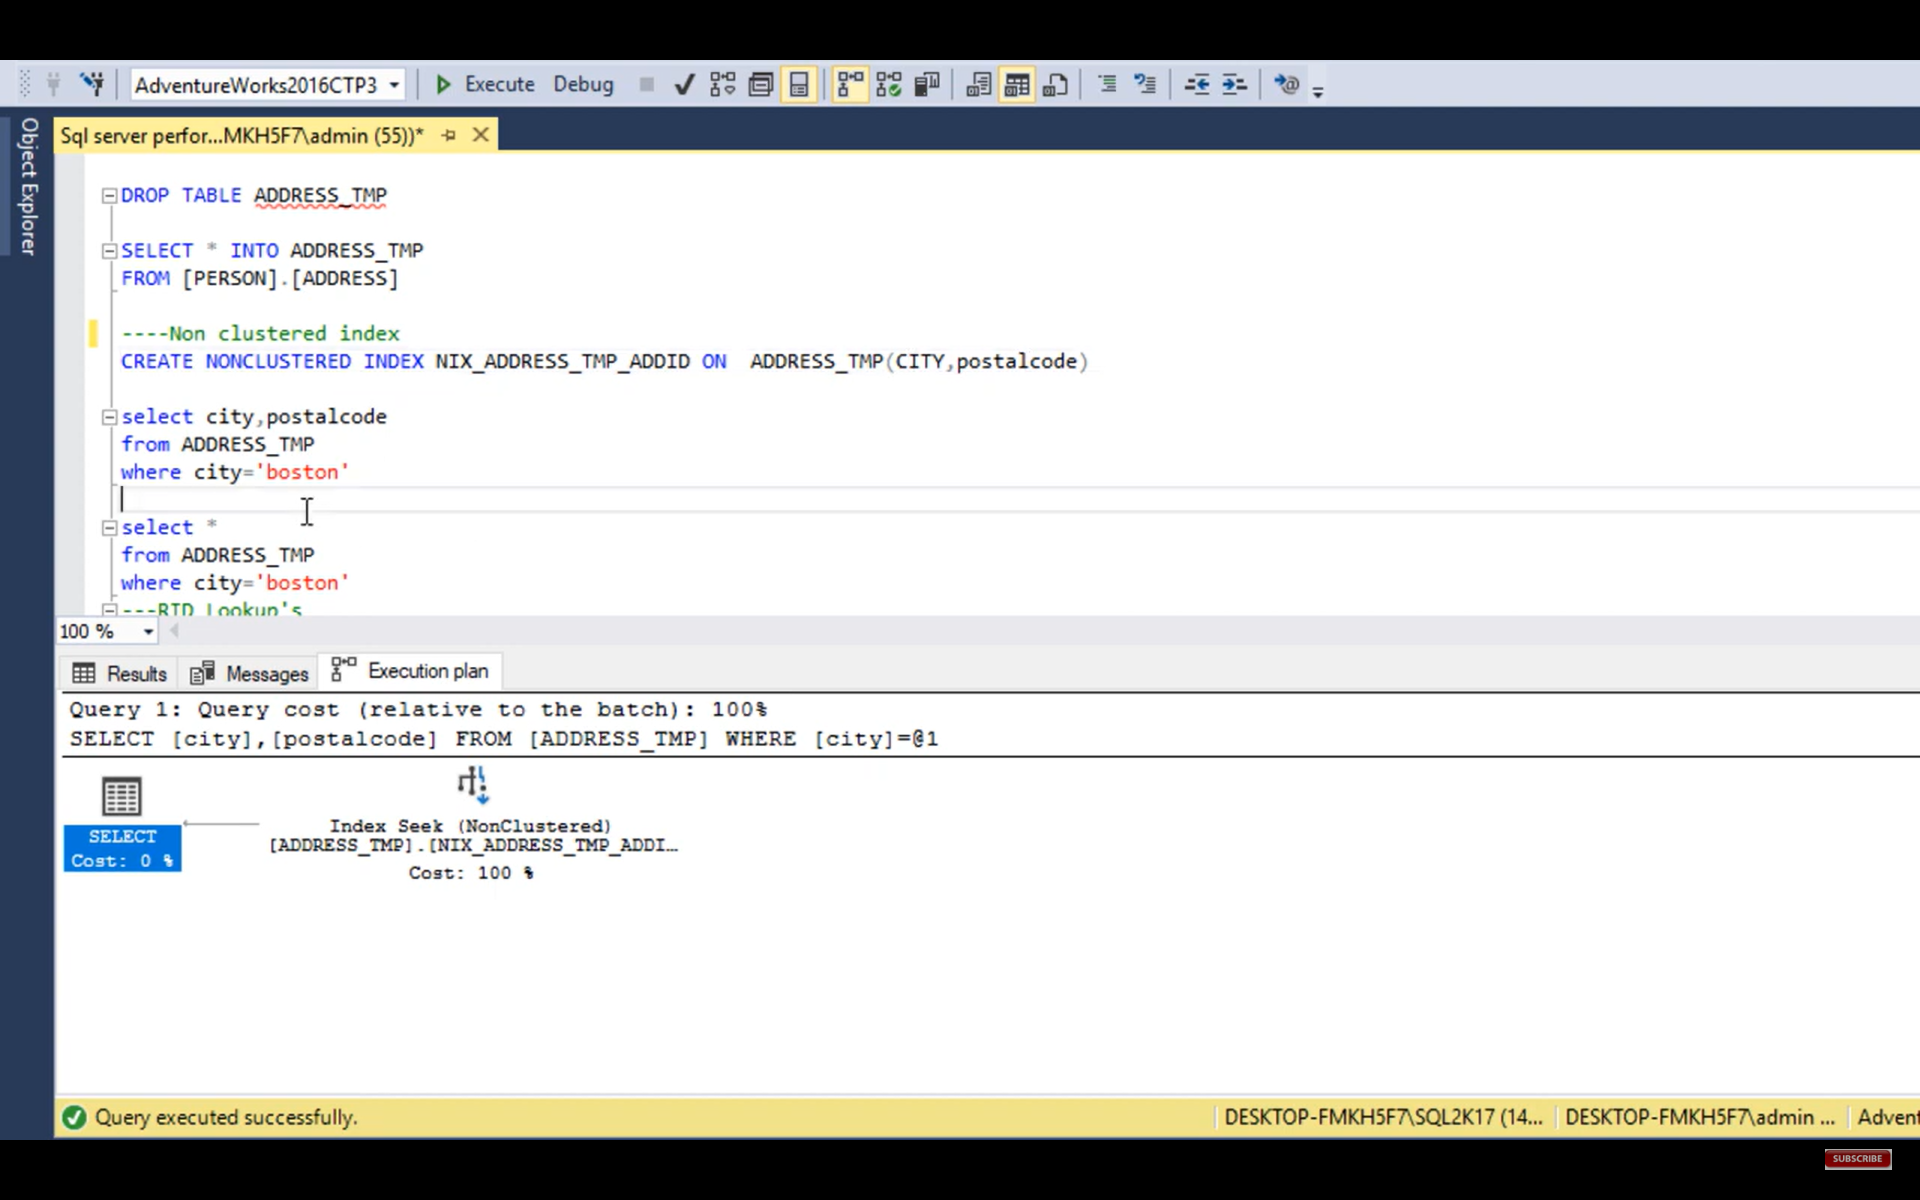 AdventureWorks2016CTP3 Execute Debug
Object Explorer
Sql server perfor...MKH5F7\admin (55))*
DROP TABLE ADDRESS_TMP
SELECT * INTO ADDRESS_TMP
FROM [PERSON].[ADDRESS]
----Non clustered index
CREATE NONCLUSTERED INDEX NIX_ADDRESS_TMP_ADDID ON  ADDRESS_TMP(CITY,postalcode)
select city,postalcode
from ADDRESS_TMP
where city='boston'
select *
from ADDRESS_TMP
where city='boston'
---RID Lookup's
100 %
Results Messages Execution plan
Query 1: Query cost (relative to the batch): 100%
SELECT [city],[postalcode] FROM [ADDRESS_TMP] WHERE [city]=@1
SELECT
Cost: 0 %
Index Seek (NonClustered)
[ADDRESS_TMP].[NIX_ADDRESS_TMP_ADDI…
Cost: 100 %
Query executed successfully.
DESKTOP-FMKH5F7\SQL2K17 (14... DESKTOP-FMKH5F7\admin ... Advent
SUBSCRIBE